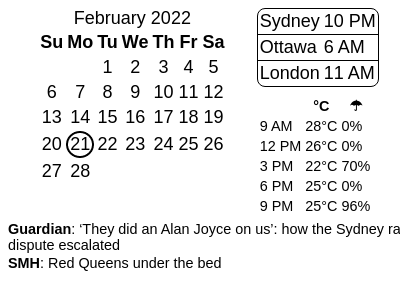 February 2022
Su Mo Tu We Th Fr Sa
1 2 3 4 5
6 7 8 9 10 11 12
13 14 15 16 17 18 19
20 21 22 23 24 25 26
27 28
Sydney 10 PM
Ottawa 6 AM
London 11 AM
°C ☂
9 AM 28°C 0%
12 PM 26°C 0%
3 PM 22°C 70%
6 PM 25°C 0%
9 PM 25°C 96%
Guardian: ‘They did an Alan Joyce on us’: how the Sydney ra
dispute escalated
SMH: Red Queens under the bed